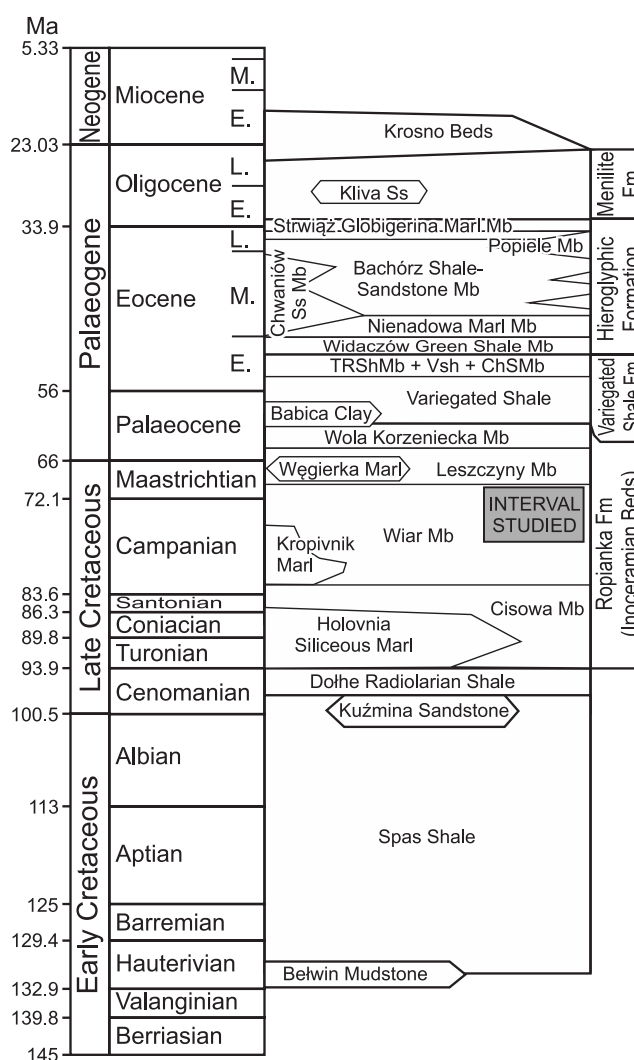 Ma
5.33
23.03
33.9
56
66
72.1
83.6
86.3
89.8
93.9
100.5
113
125
129.4
132.9
139.8
145
Neogene
Palaeogene
Late Cretaceous
Early Cretaceous
Miocene
M.
E.
Oligocene
L.
E.
Eocene
L.
M.
E.
Palaeocene
Maastrichtian
Campanian
Santonian
Coniacian
Turonian
Cenomanian
Albian
Aptian
Barremian
Hauterivian
Valanginian
Berriasian
Krosno Beds
Kliva Ss
Strwiąż Globigerina Marl Mb
Popiele Mb
Chwaniów
Ss Mb
Bachórz Shale-
Sandstone Mb
Nienadowa Marl Mb
Widaczów Green Shale Mb
TRShMb + Vsh + ChSMb
Variegated Shale
Babica Clay
Wola Korzeniecka Mb
Węgierka Marl
Leszczyny Mb
INTERVAL
STUDIED
Wiar Mb
Kropivnik
Marl
Cisowa Mb
Holovnia
Siliceous Marl
Dołhe Radiolarian Shale
Kuźmina Sandstone
Spas Shale
Bełwin Mudstone
Menilite
Fm
Hieroglyphic
Formation
Variegated
Shale Fm
Ropianka Fm
(Inoceramian Beds)